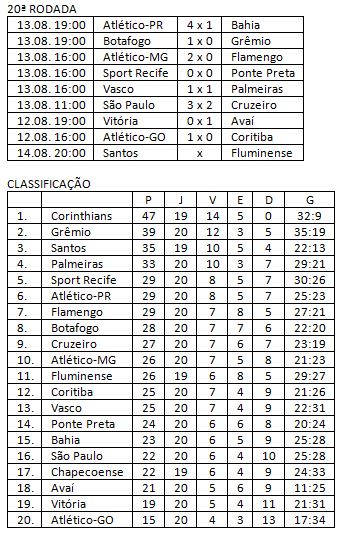 20ª RODADA
13.08. 19:00 Atlético-PR 4 x 1 Bahia
13.08. 19:00 Botafogo 1 x 0 Grêmio
13.08. 16:00 Atlético-MG 2 x 0 Flamengo
13.08. 16:00 Sport Recife 0 x 0 Ponte Preta
13.08. 16:00 Vasco 1 x 1 Palmeiras
13.08. 11:00 São Paulo 3 x 2 Cruzeiro
12.08. 19:00 Vitória 0 x 1 Avaí
12.08. 16:00 Atlético-GO 1 x 0 Coritiba
14.08. 20:00 Santos x Fluminense
CLASSIFICAÇÃO
P J V E D G
1. Corinthians 47 19 14 5 0 32:9
2. Grêmio 39 20 12 3 5 35:19
3. Santos 35 19 10 5 4 22:13
4. Palmeiras 33 20 10 3 7 29:21
5. Sport Recife 29 20 8 5 7 30:26
6. Atlético-PR 29 20 8 5 7 25:23
7. Flamengo 29 20 7 8 5 27:21
8. Botafogo 28 20 7 7 6 22:20
9. Cruzeiro 27 20 7 6 7 23:19
10. Atlético-MG 26 20 7 5 8 21:23
11. Fluminense 26 19 6 8 5 29:27
12. Coritiba 25 20 7 4 9 21:26
13. Vasco 25 20 7 4 9 22:31
14. Ponte Preta 24 20 6 6 8 20:24
15. Bahia 23 20 6 5 9 25:28
16. São Paulo 22 20 6 4 10 25:28
17. Chapecoense 22 19 6 4 9 24:33
18. Avaí 21 20 5 6 9 11:25
19. Vitória 19 20 5 4 11 21:31
20. Atlético-GO 15 20 4 3 13 17:34